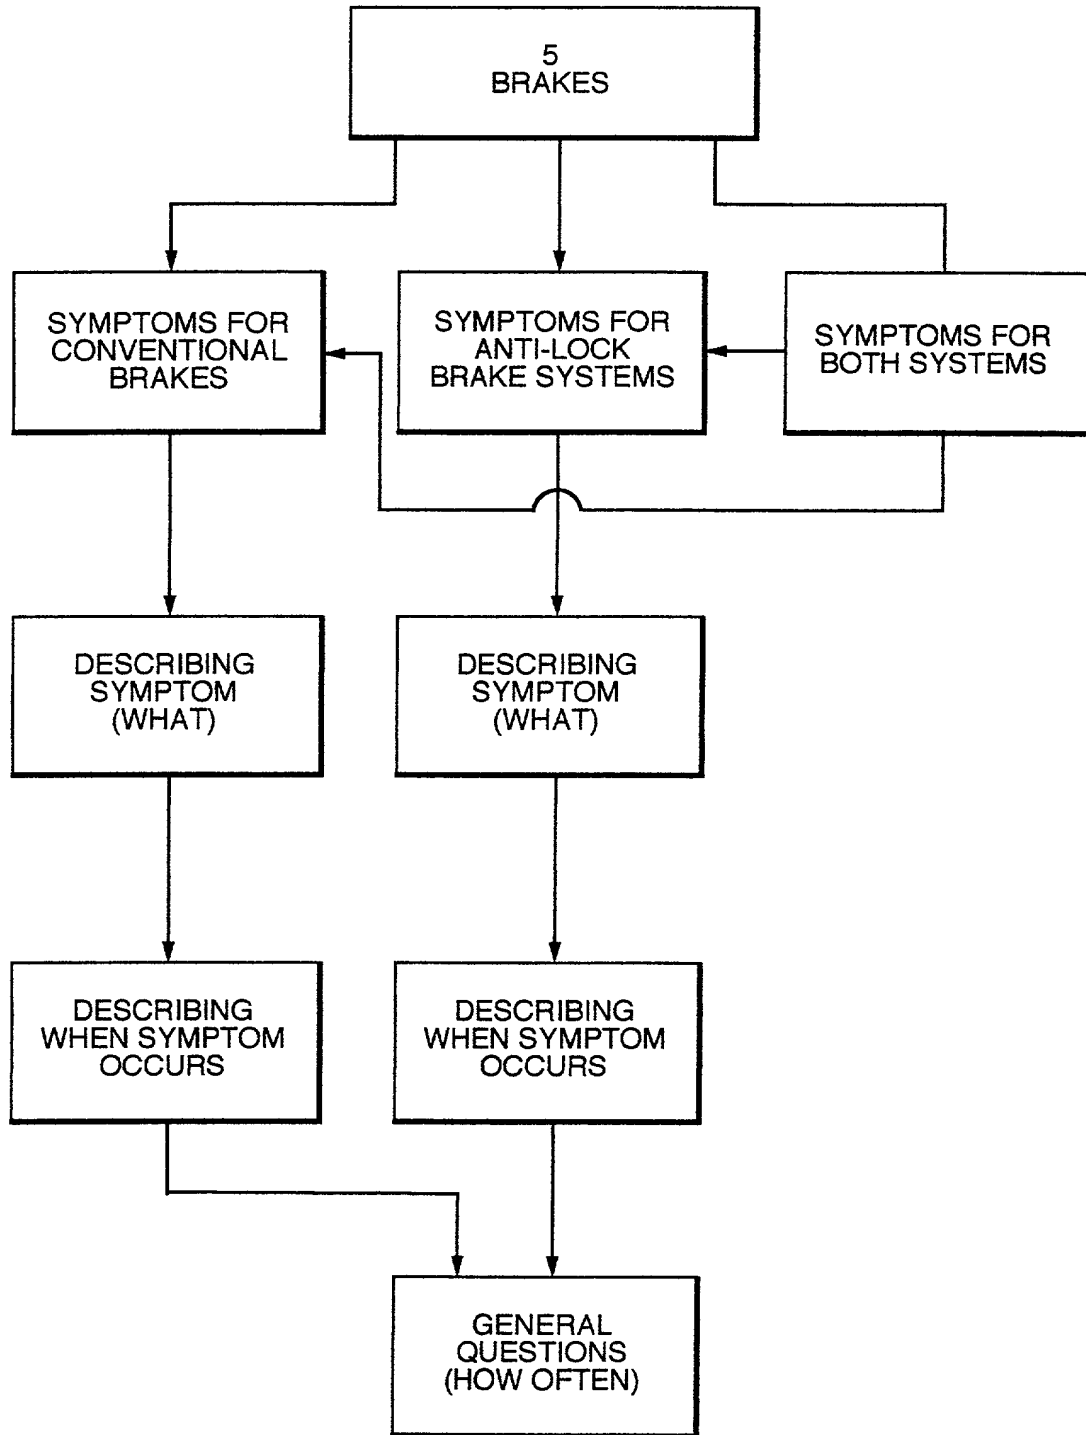 5
BRAKES
SYMPTOMS FOR
CONVENTIONAL
BRAKES
SYMPTOMS FOR
ANTI-LOCK
BRAKE SYSTEMS
SYMPTOMS FOR
BOTH SYSTEMS
DESCRIBING
SYMPTOM
(WHAT)
DESCRIBING
SYMPTOM
(WHAT)
DESCRIBING
WHEN SYMPTOM
OCCURS
DESCRIBING
WHEN SYMPTOM
OCCURS
GENERAL
QUESTIONS
(HOW OFTEN)